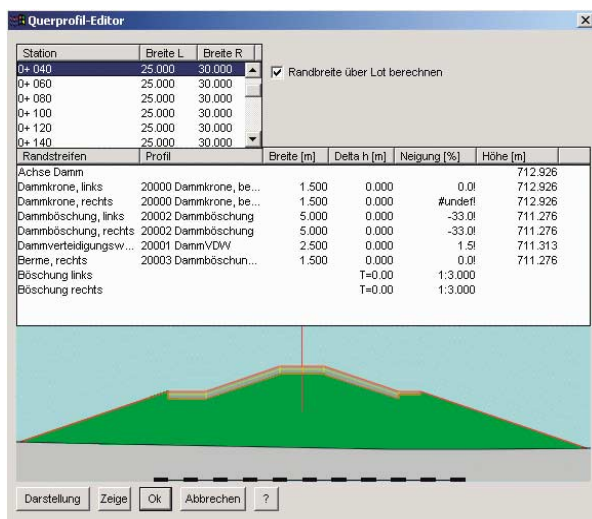 Querprofil-Editor
Station Breite L Breite R
0+ 040 25.000 30.000
0+ 060 25.000 30.000
0+ 080 25.000 30.000
0+ 100 25.000 30.000
0+ 120 25.000 30.000
0+ 140 25.000 30.000
Randbreite über Lot berechnen
Randstreifen Profil Breite [m] Delta h [m] Neigung [%] Höhe [m]
Achse Damm 712.926
Dammkrone, links 20000 Dammkrone, be... 1.500 0.000 0.0! 712.926
Dammkrone, rechts 20000 Dammkrone, be... 1.500 0.000 #undef! 712.926
Dammböschung, links 20002 Dammböschung 5.000 0.000 -33.0! 711.276
Dammböschung, rechts 20002 Dammböschung 5.000 0.000 -33.0! 711.276
Dammverteidigungsw... 20001 DammVDW 2.500 0.000 1.5! 711.313
Berme, rechts 20003 Dammböschun... 1.500 0.000 0.0! 711.276
Böschung links T=0.00 1:3.000
Böschung rechts T=0.00 1:3.000
Darstellung Zeige Ok Abbrechen ?